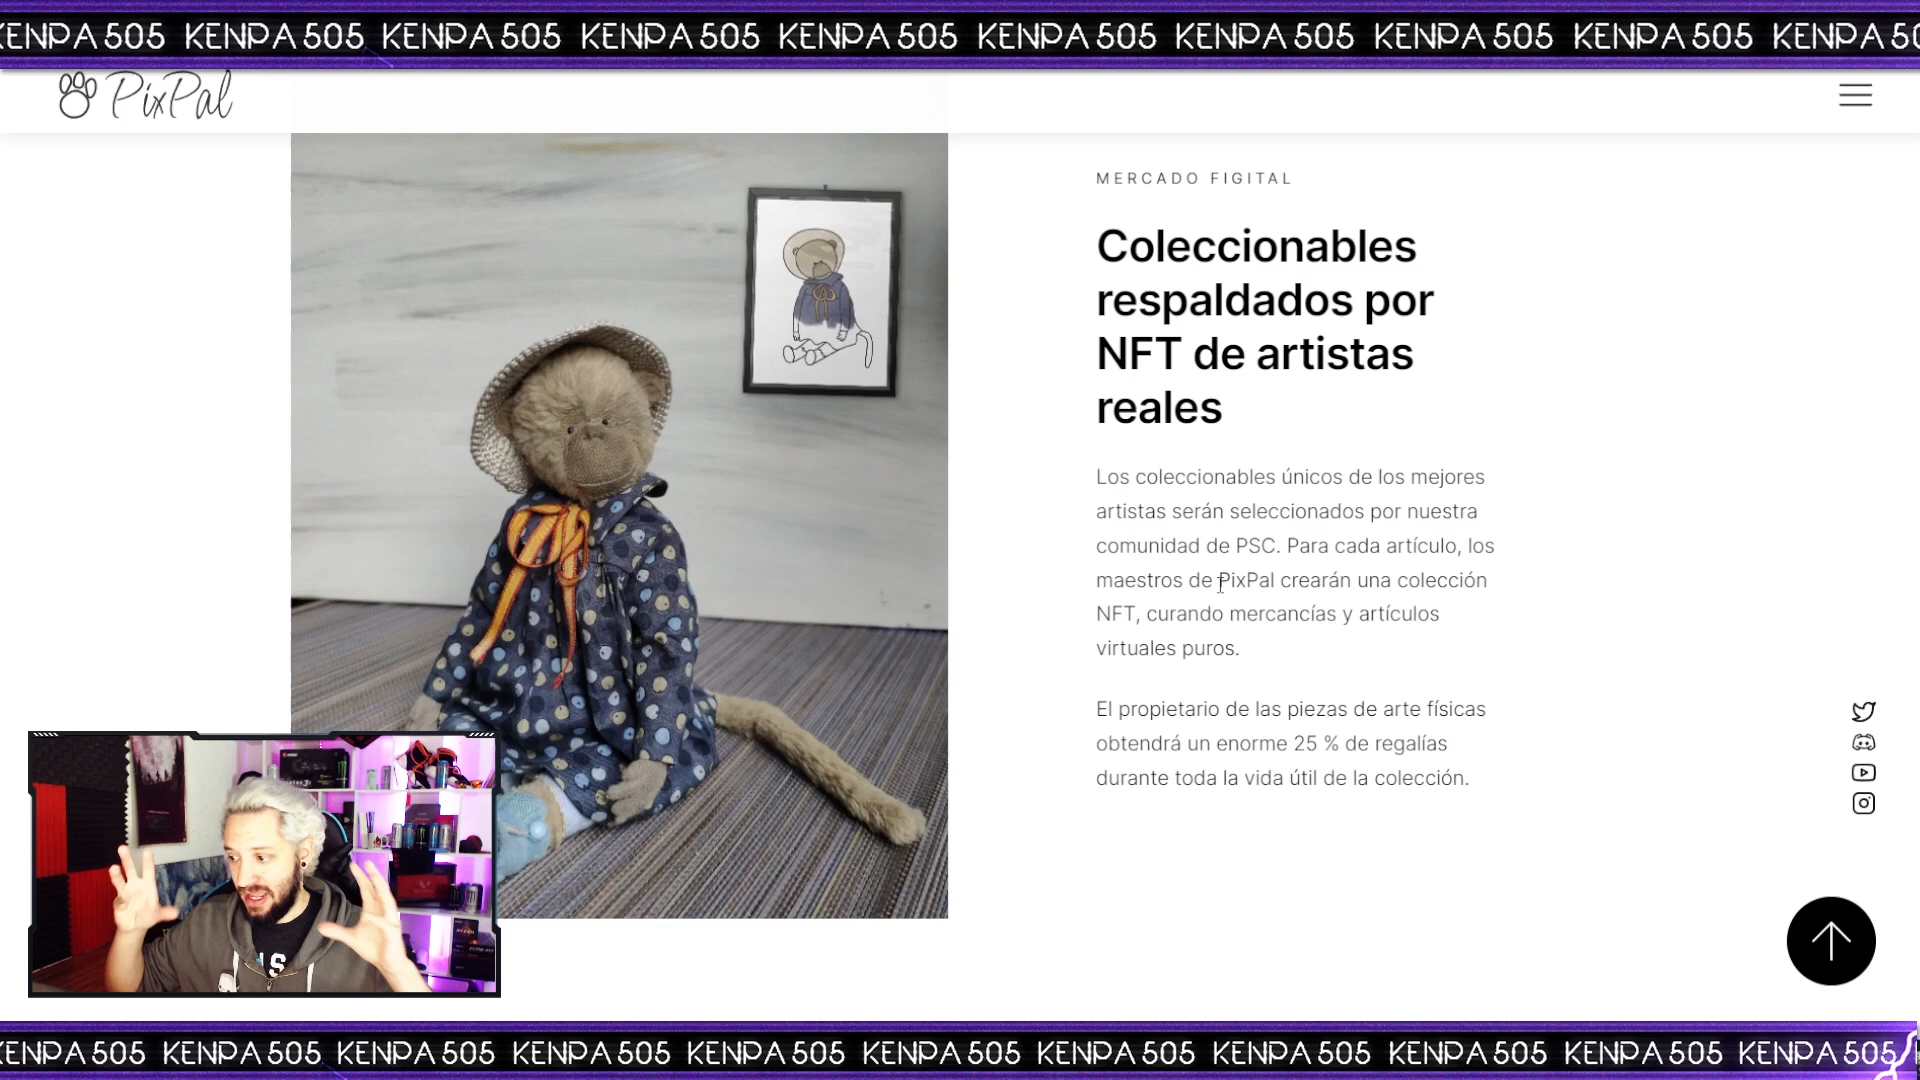 KENPA 505 KENPA 505 KENPA 505 KENPA 505 KENPA 505 KENPA 505 KENPA 505 KENPA 505
PixPal
MERCADO FIGITAL
Coleccionables
respaldados por
NFT de artistas
reales
Los coleccionables únicos de los mejores
artistas serán seleccionados por nuestra
comunidad de PSC. Para cada artículo, los
maestros de PixPal crearán una colección
NFT, curando mercancías y artículos
virtuales puros.
El propietario de las piezas de arte físicas
obtendrá un enorme 25 % de regalías
durante toda la vida útil de la colección.
KENPA 505 KENPA 505 KENPA 505 KENPA 505 KENPA 505 KENPA 505 KENPA 505 KENPA 505 KENPA 505 KENPA 505